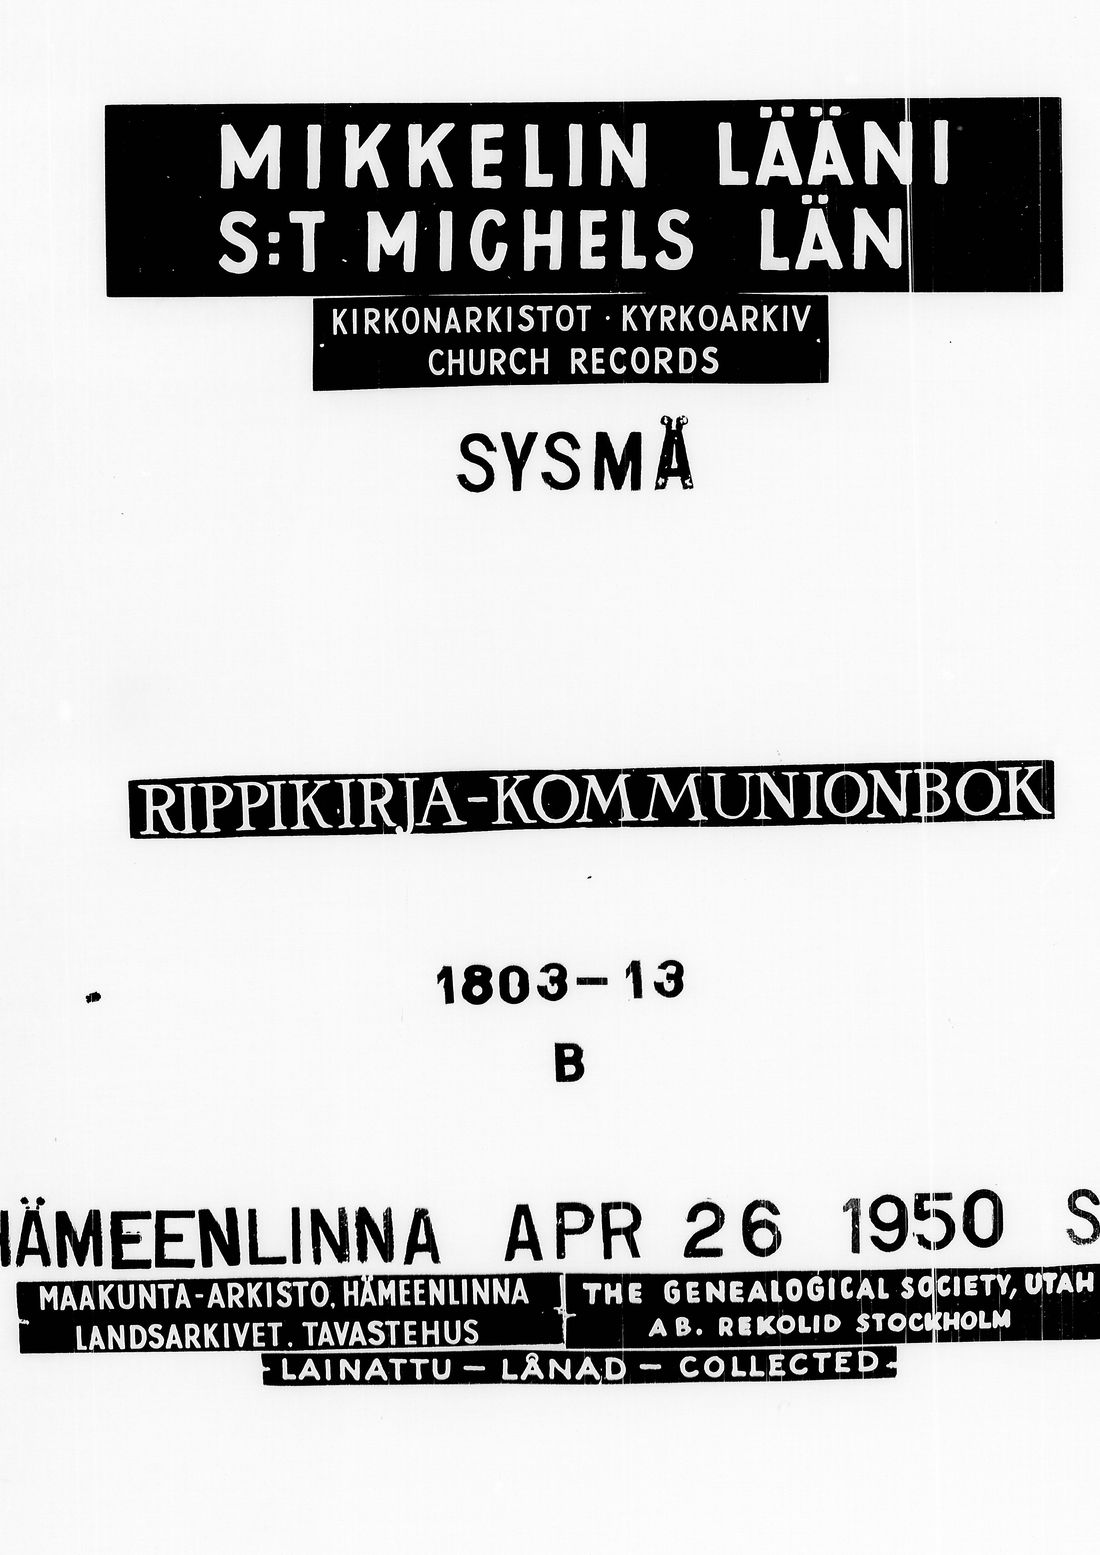 MIKKELIN LÄÄNI
S:T MICHELS LÄN
KIRKONARKISTOT · KYRKOARKIV
CHURCH RECORDS
SYSMÄ
RIPPIKIRJA-KOMMUNIONBOK
1803-13
B
HÄMEENLINNA APR 26 1950 S
MAAKUNTA-ARKISTO, HÄMEENLINNA
LANDSARKIVET, TAVASTEHUS
THE GENEALOGICAL SOCIETY, UTAH
AB. REKOLID STOCKHOLM
- LAINATTU - LÅNAD - COLLECTED -